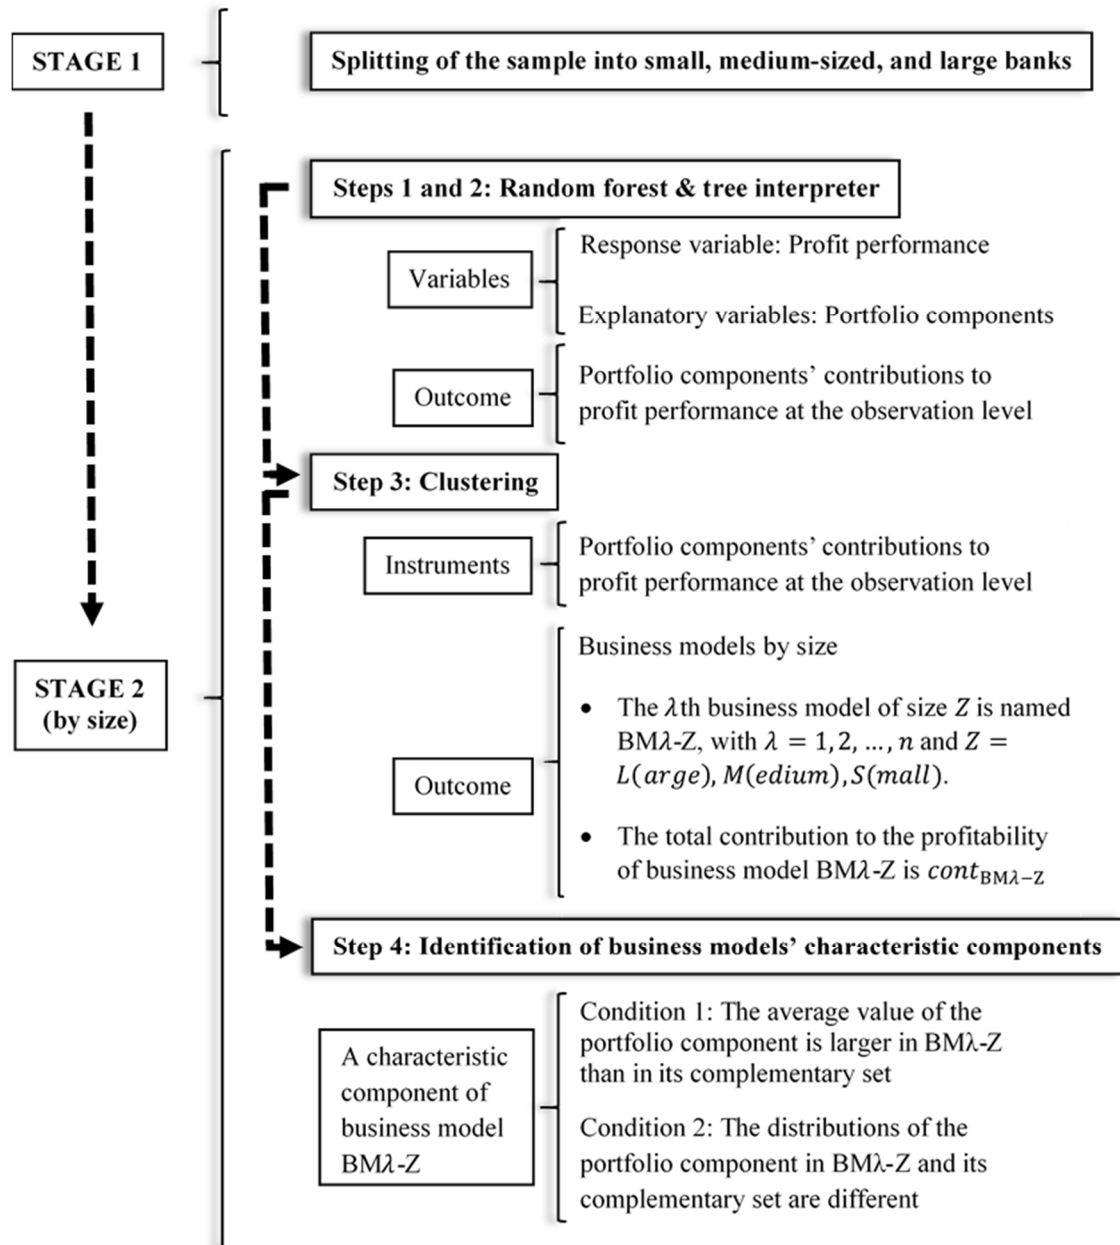 STAGE 1
Splitting of the sample into small, medium-sized, and large banks
STAGE 2
(by size)
Steps 1 and 2: Random forest & tree interpreter
Variables
Response variable: Profit performance
Explanatory variables: Portfolio components
Outcome
Portfolio components’ contributions to
profit performance at the observation level
Step 3: Clustering
Instruments
Portfolio components’ contributions to
profit performance at the observation level
Outcome
Business models by size
• The λth business model of size Z is named
BMλ-Z, with λ = 1,2, …, n and Z =
L(arge), M(edium), S(mall).
• The total contribution to the profitability
of business model BMλ-Z is cont_BMλ−Z
Step 4: Identification of business models’ characteristic components
A characteristic
component of
business model
BMλ-Z
Condition 1: The average value of the
portfolio component is larger in BMλ-Z
than in its complementary set
Condition 2: The distributions of the
portfolio component in BMλ-Z and its
complementary set are different